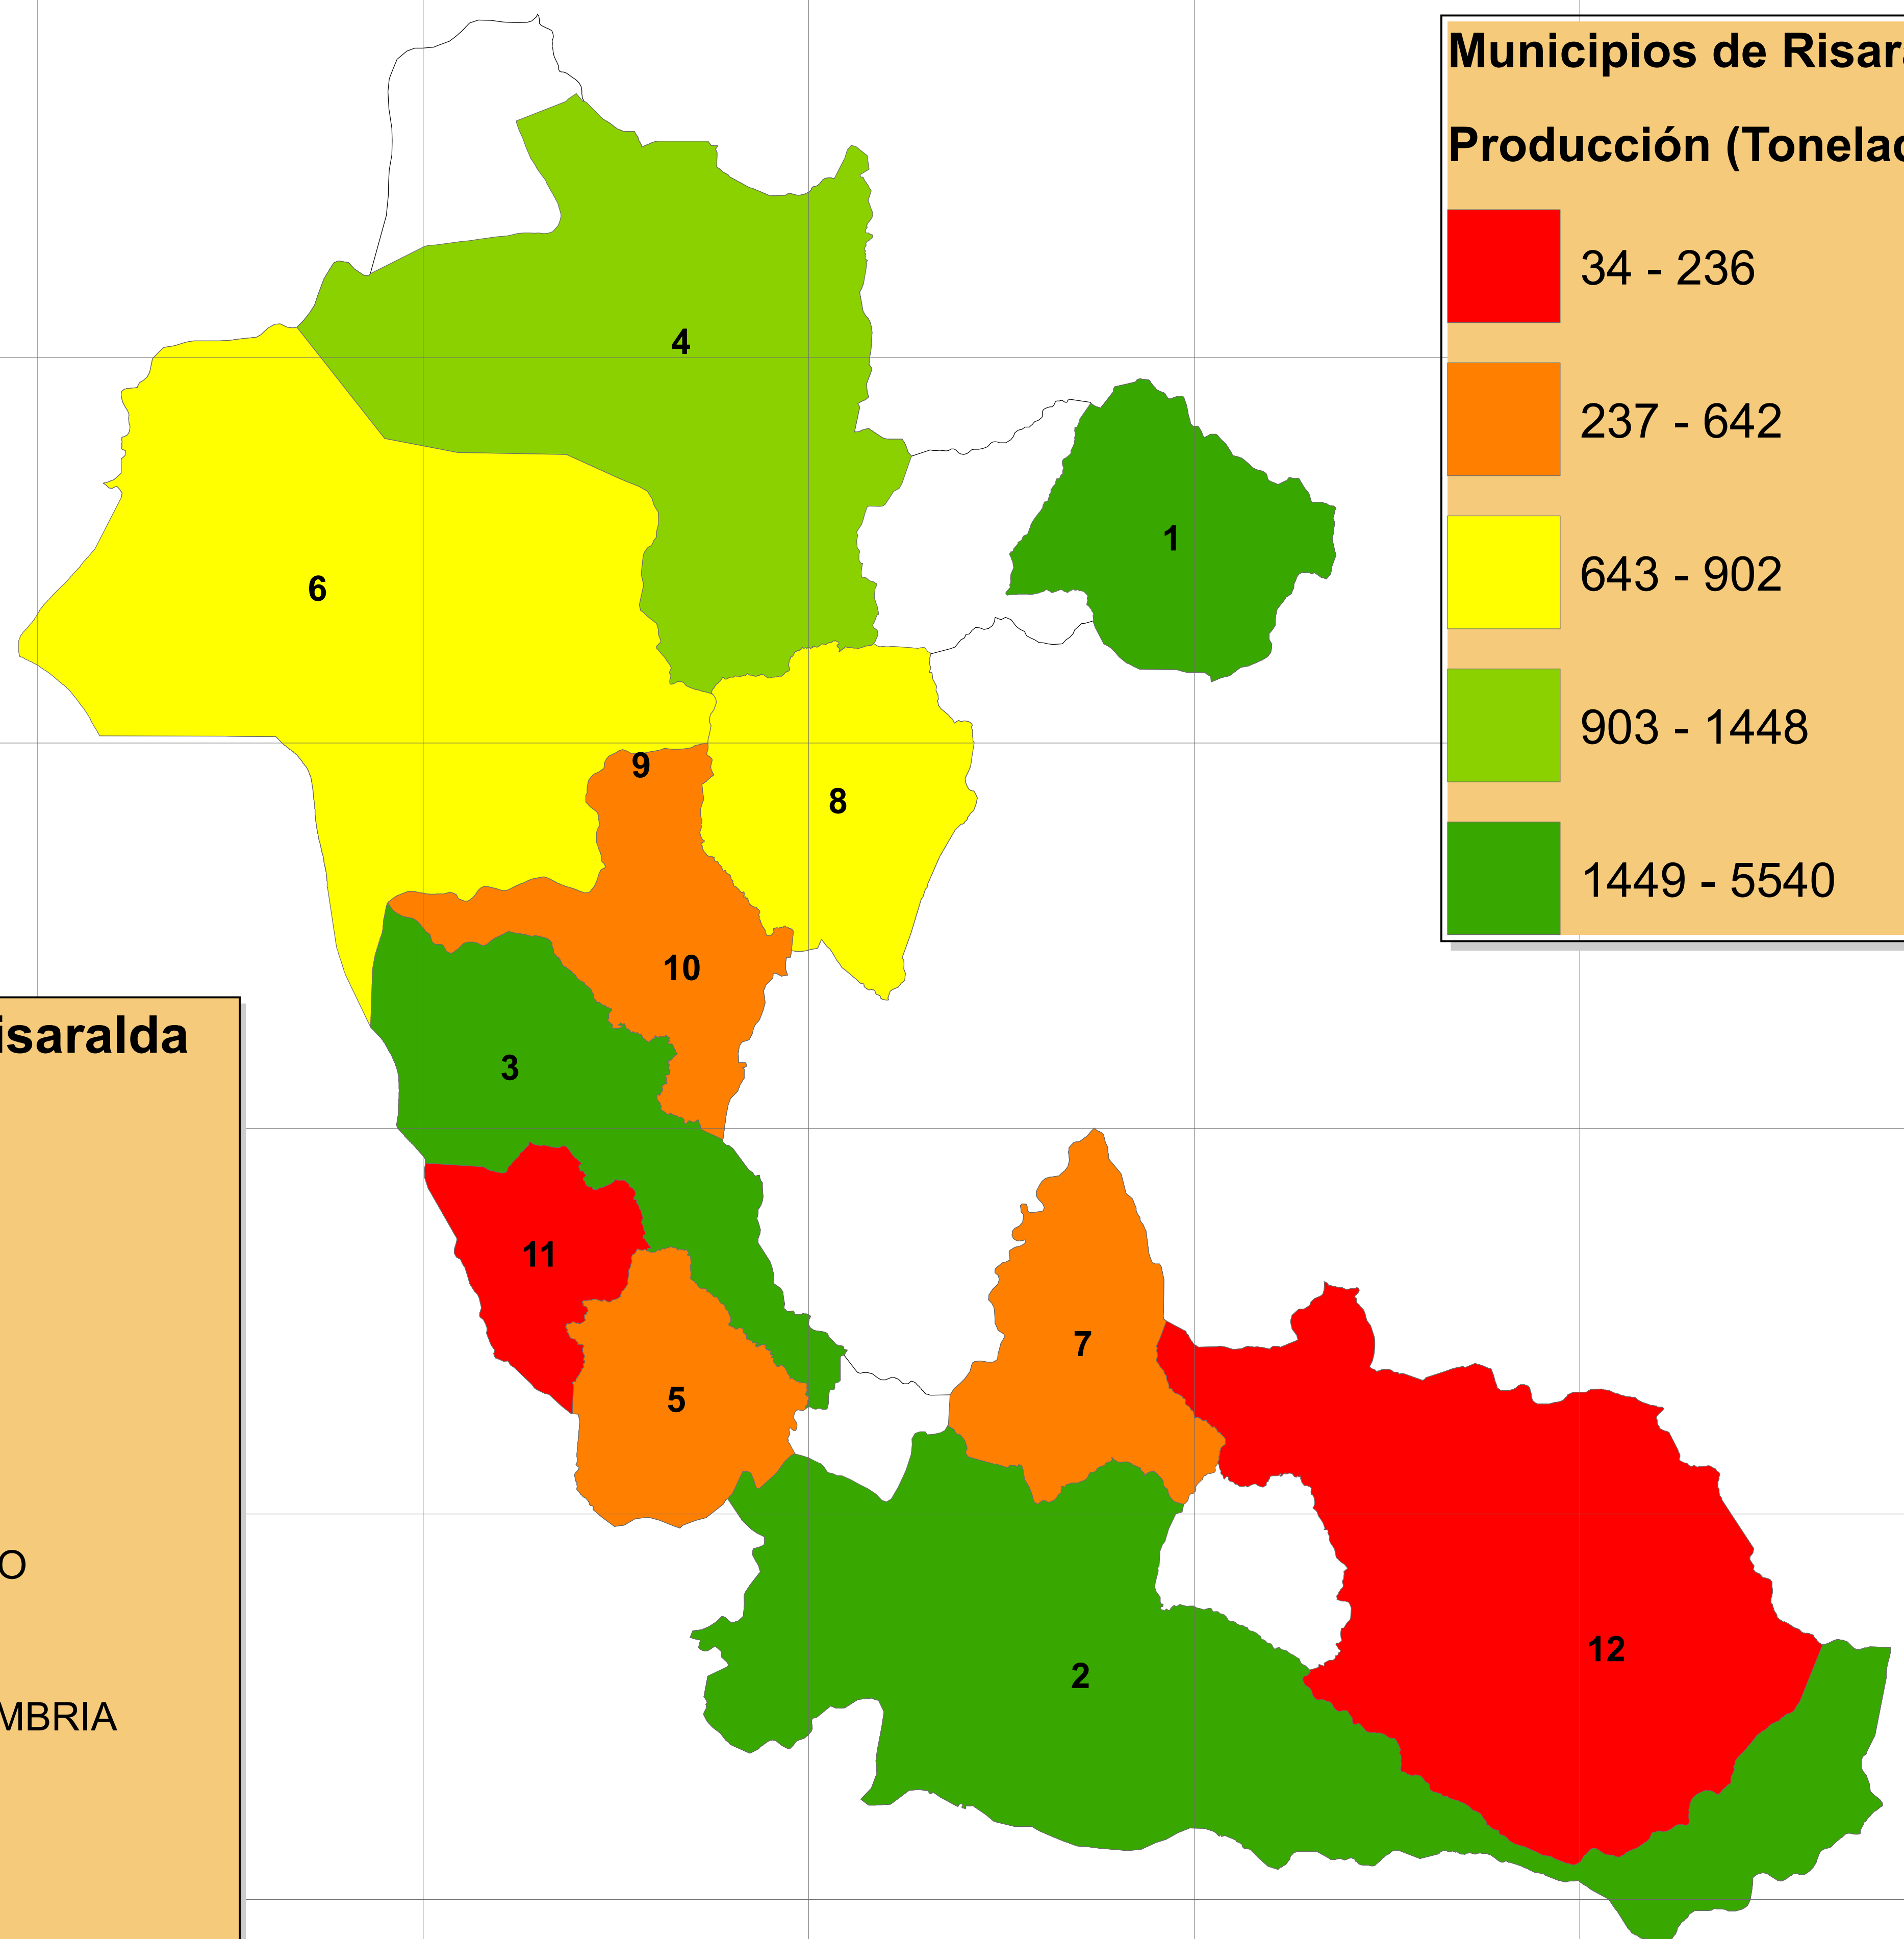 Municipios de Risar
Producción (Tonelad
34 - 236
237 - 642
643 - 902
903 - 1448
1449 - 5540
4
1
6
9
8
10
isaralda
3
11
7
5
O
12
2
MBRIA